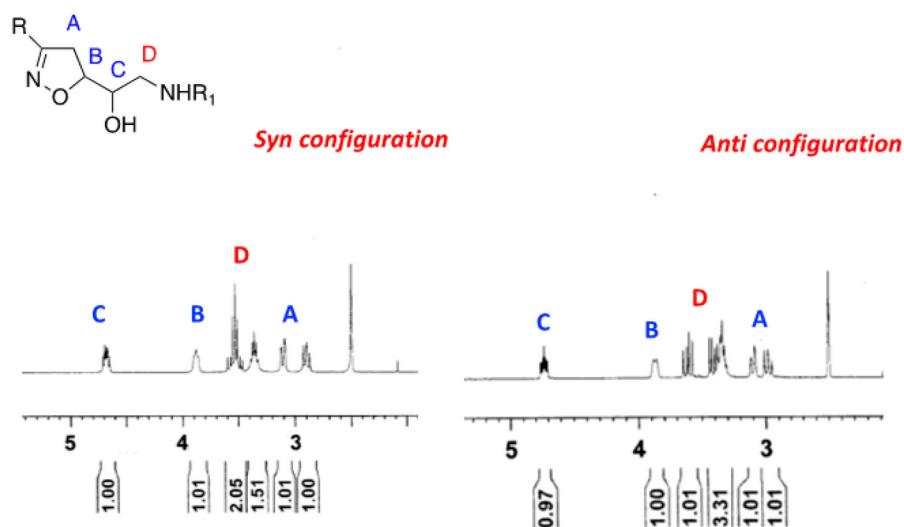 A
R
B
D
C
N
O
NHR1
OH
Syn configuration
D
C
B
A
5
4
3
1.00
1.01
2.05
1.51
1.01
1.00
Anti configuration
D
C
B
A
5
4
3
0.97
1.00
1.01
3.31
1.01
1.01